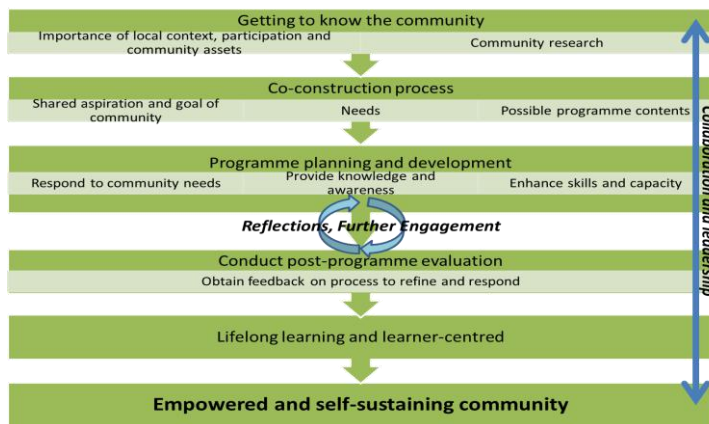 Getting to know the community
Importance of local context, participation and
community assets
Community research
Co-construction process
Shared aspiration and goal of
community
Needs
Possible programme contents
Programme planning and development
Respond to community needs
Provide knowledge and
awareness
Enhance skills and capacity
Reflections, Further Engagement
Conduct post-programme evaluation
Obtain feedback on process to refine and respond
Lifelong learning and learner-centred
Empowered and self-sustaining community
Collaboration and leadership